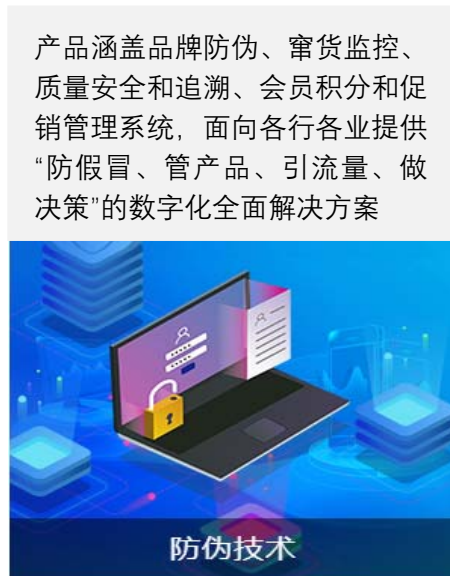 产品涵盖品牌防伪、窜货监控、
质量安全和追溯、会员积分和促
销管理系统，面向各行各业提供
“防假冒、管产品、引流量、做
决策”的数字化全面解决方案
防伪技术